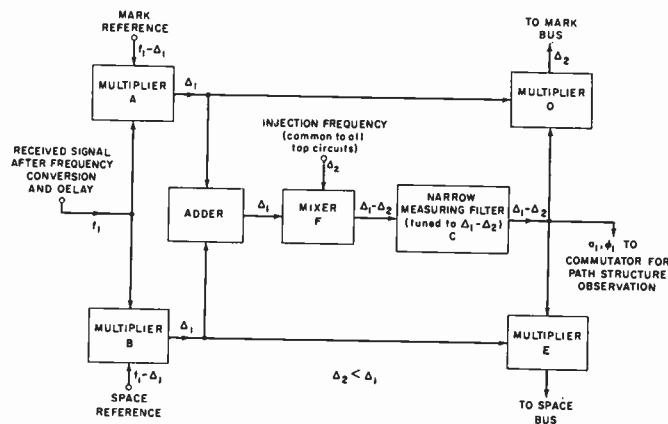 MARK
REFERENCE
f₁-Δ₁
MULTIPLIER
A
Δ₁
TO MARK
BUS
Δ₂
MULTIPLIER
D
INJECTION FREQUENCY
(common to all
tap circuits)
Δ₂
RECEIVED SIGNAL
AFTER FREQUENCY
CONVERSION
AND DELAY
f₁
ADDER
Δ₁
MIXER
F
Δ₁-Δ₂
NARROW
MEASURING FILTER
(tuned to Δ₁-Δ₂)
C
Δ₁-Δ₂
a₁, ϕ₁ TO
COMMUTATOR FOR
PATH STRUCTURE
OBSERVATION
MULTIPLIER
B
Δ₁
f₁-Δ₁
SPACE
REFERENCE
Δ₂ < Δ₁
MULTIPLIER
E
TO SPACE
BUS